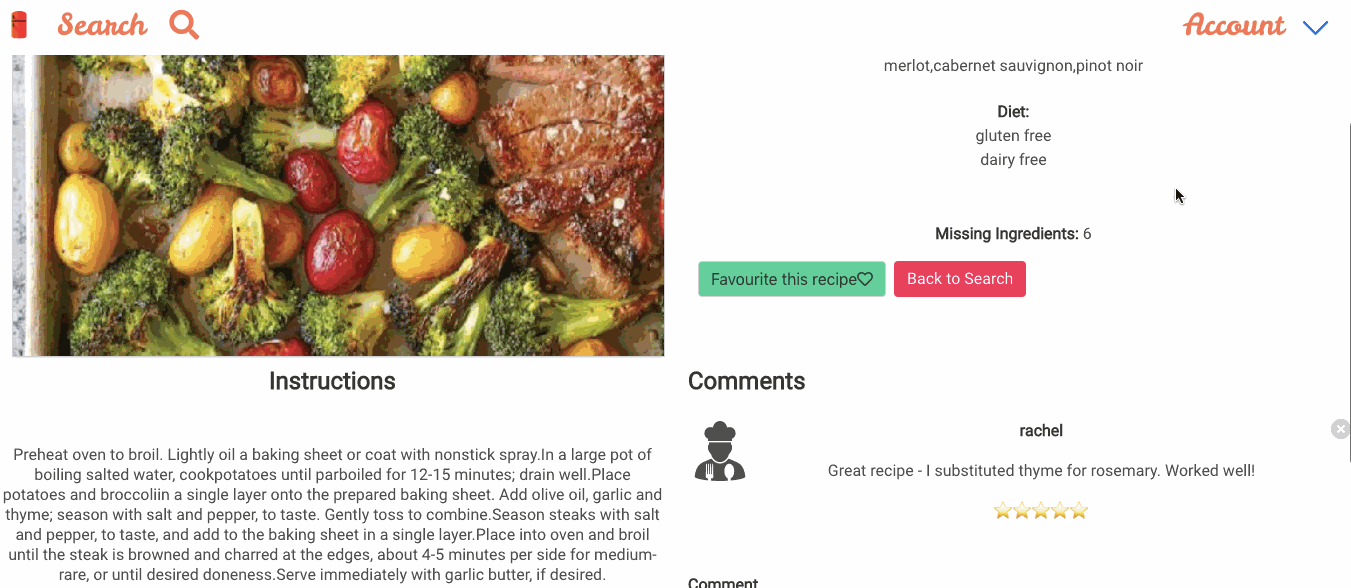 Search
Account
merlot,cabernet sauvignon,pinot noir
Diet:
gluten free
dairy free
Missing Ingredients: 6
Favourite this recipe
Back to Search
Instructions
Preheat oven to broil. Lightly oil a baking sheet or coat with nonstick spray.In a large pot of
boiling salted water, cookpotatoes until parboiled for 12-15 minutes; drain well.Place
potatoes and broccoliin a single layer onto the prepared baking sheet. Add olive oil, garlic and
thyme; season with salt and pepper, to taste. Gently toss to combine.Season steaks with salt
and pepper, to taste, and add to the baking sheet in a single layer.Place into oven and broil
until the steak is browned and charred at the edges, about 4-5 minutes per side for medium-
rare, or until desired doneness.Serve immediately with garlic butter, if desired.
Comments
rachel
Great recipe - I substituted thyme for rosemary. Worked well!
Comment